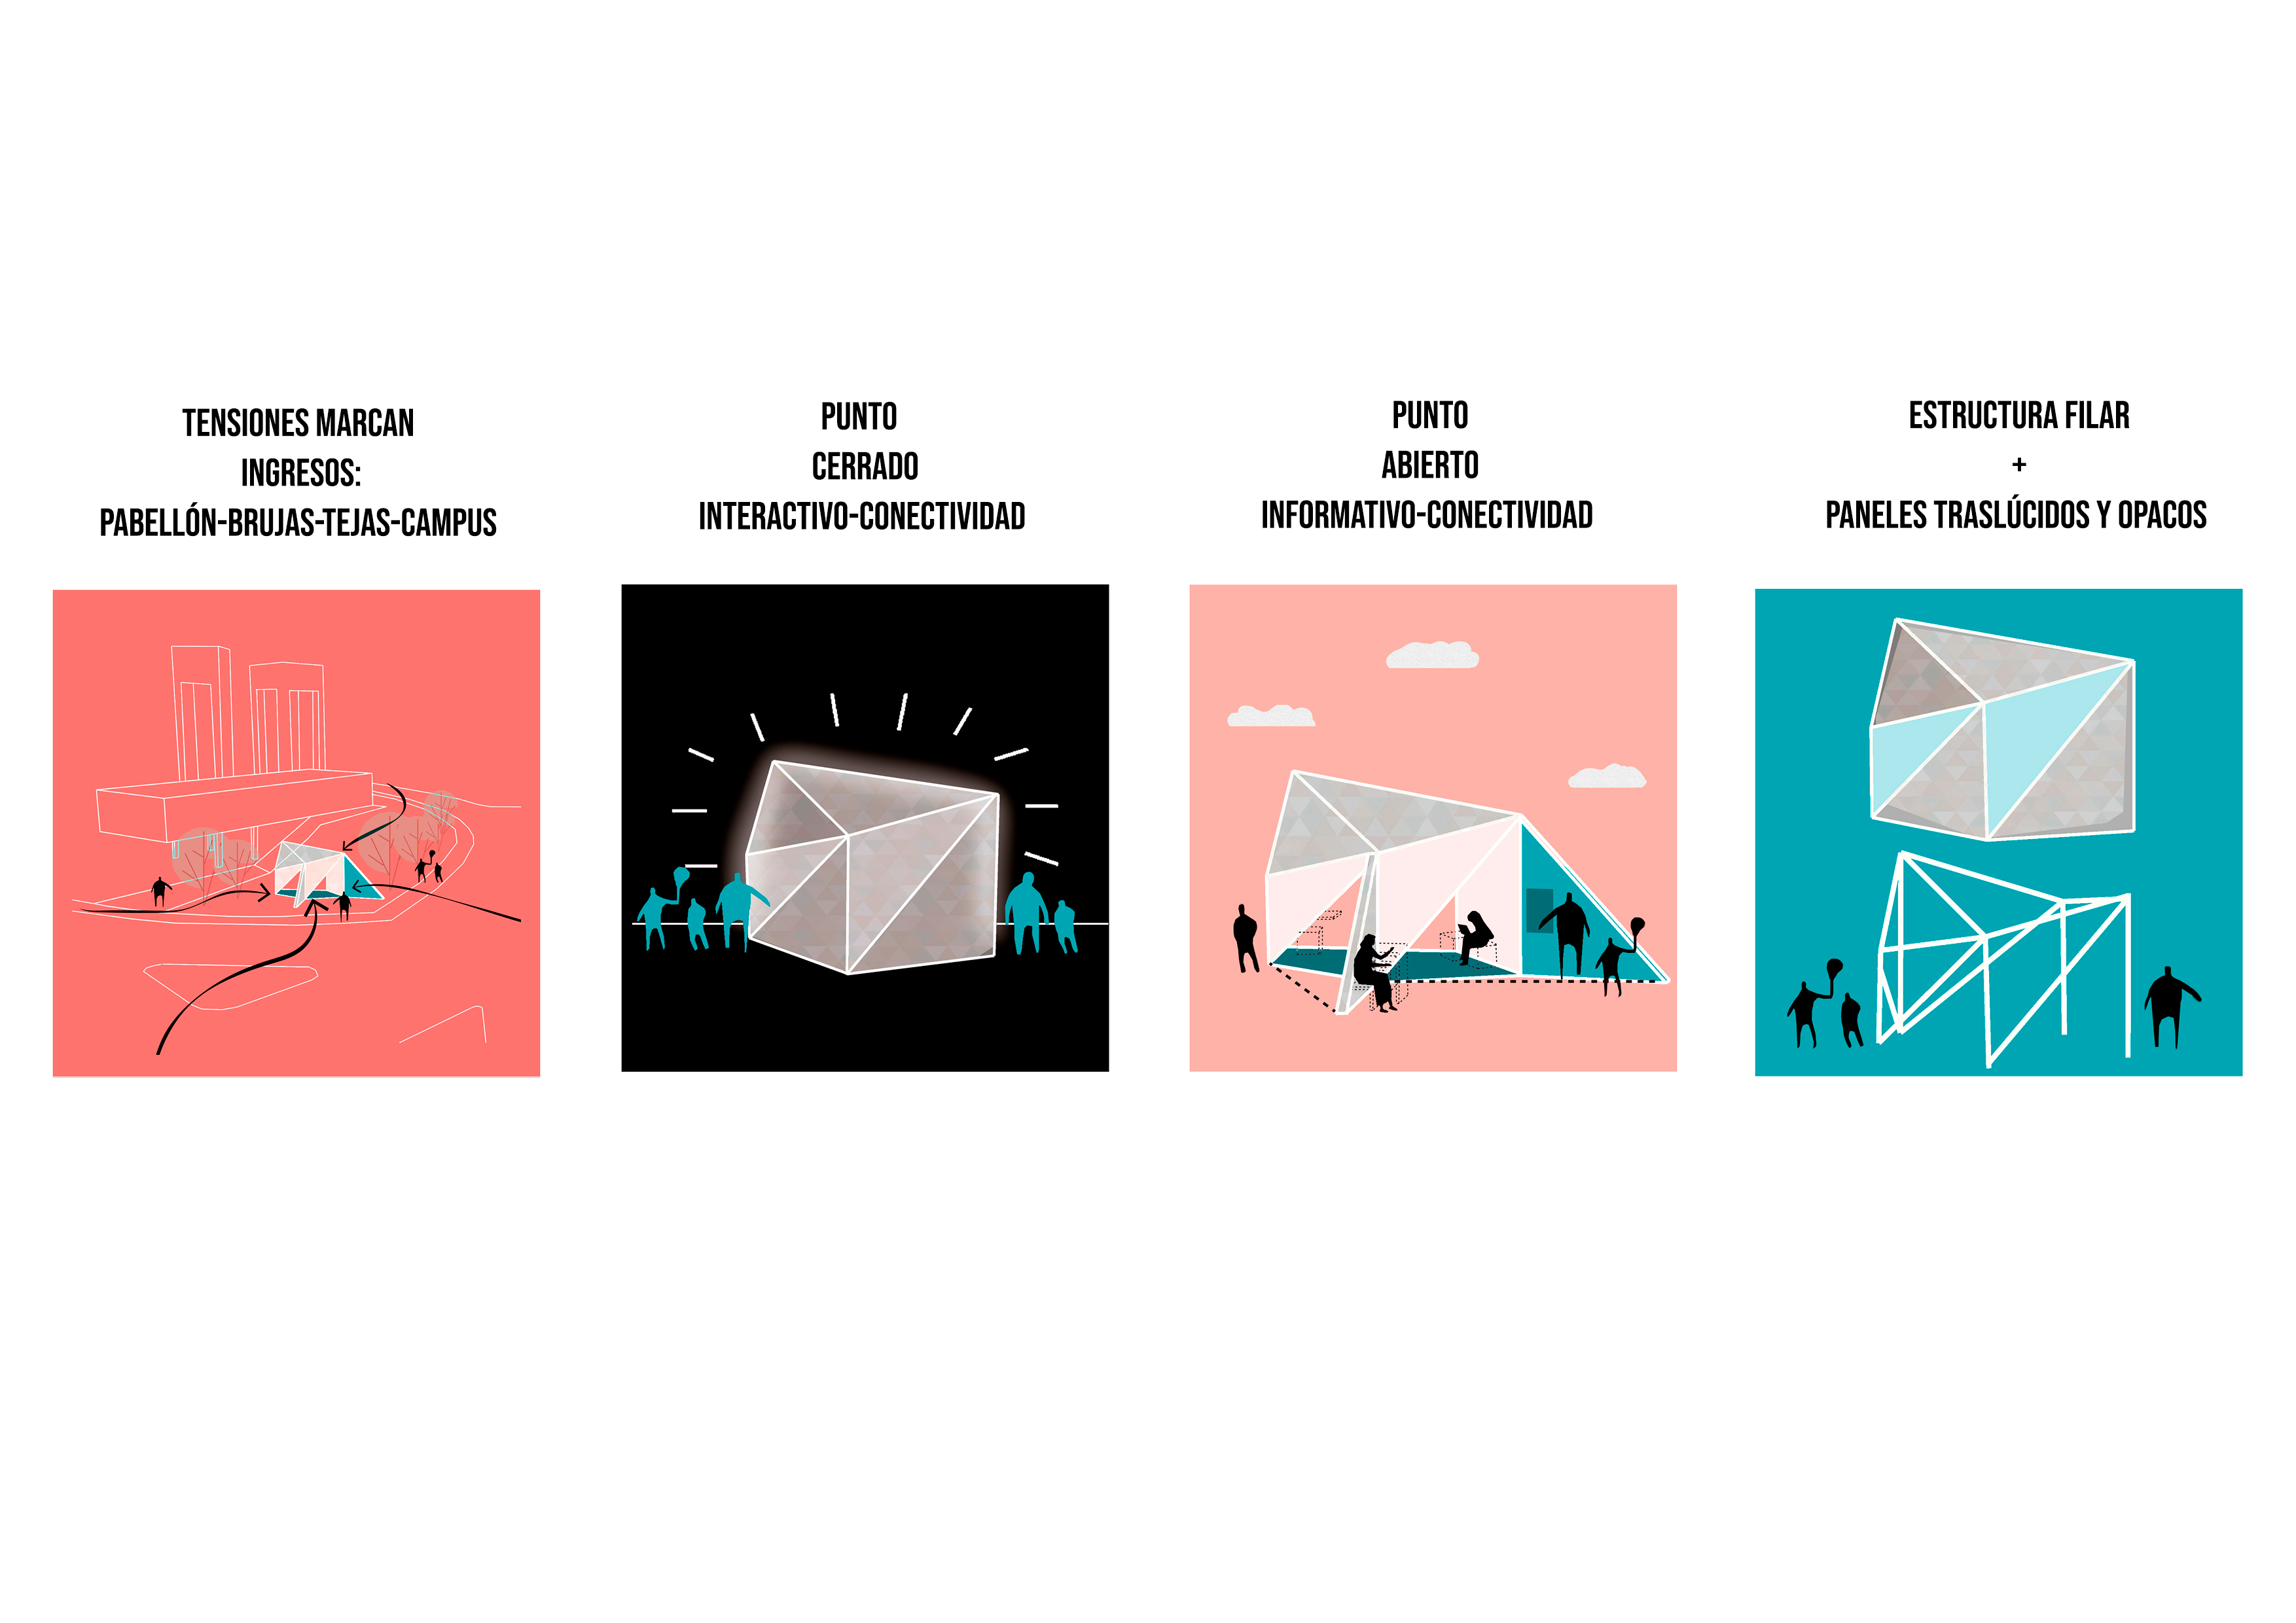 TENSIONES MARCAN
INGRESOS:
PABELLÓN-BRUJAS-TEJAS-CAMPUS
PUNTO
CERRADO
INTERACTIVO-CONECTIVIDAD
PUNTO
ABIERTO
INFORMATIVO-CONECTIVIDAD
ESTRUCTURA FILAR
+
PANELES TRASLÚCIDOS Y OPACOS